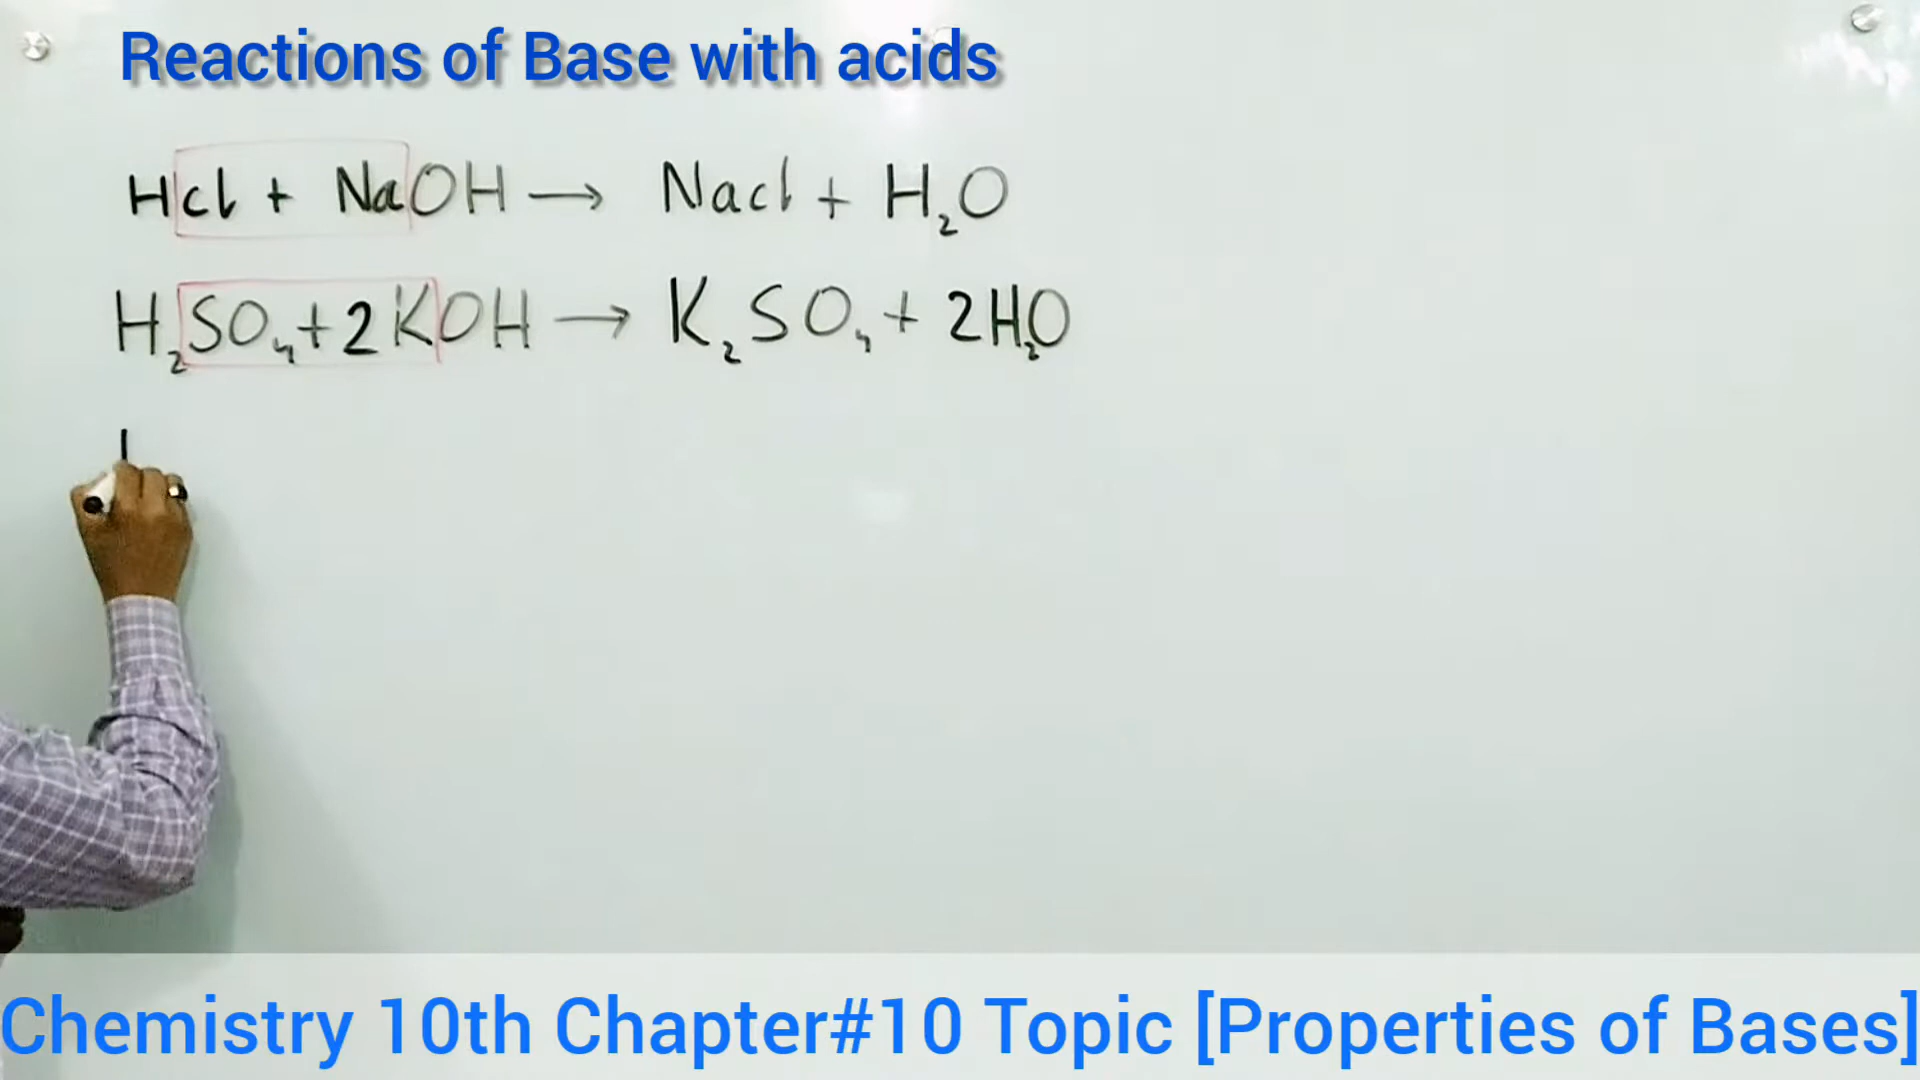 Reactions of Base with acids
Hcl + NaOH → Nacl + H₂O
H₂SO₄ + 2KOH → K₂SO₄ + 2H₂O
Chemistry 10th Chapter#10 Topic [Properties of Bases]